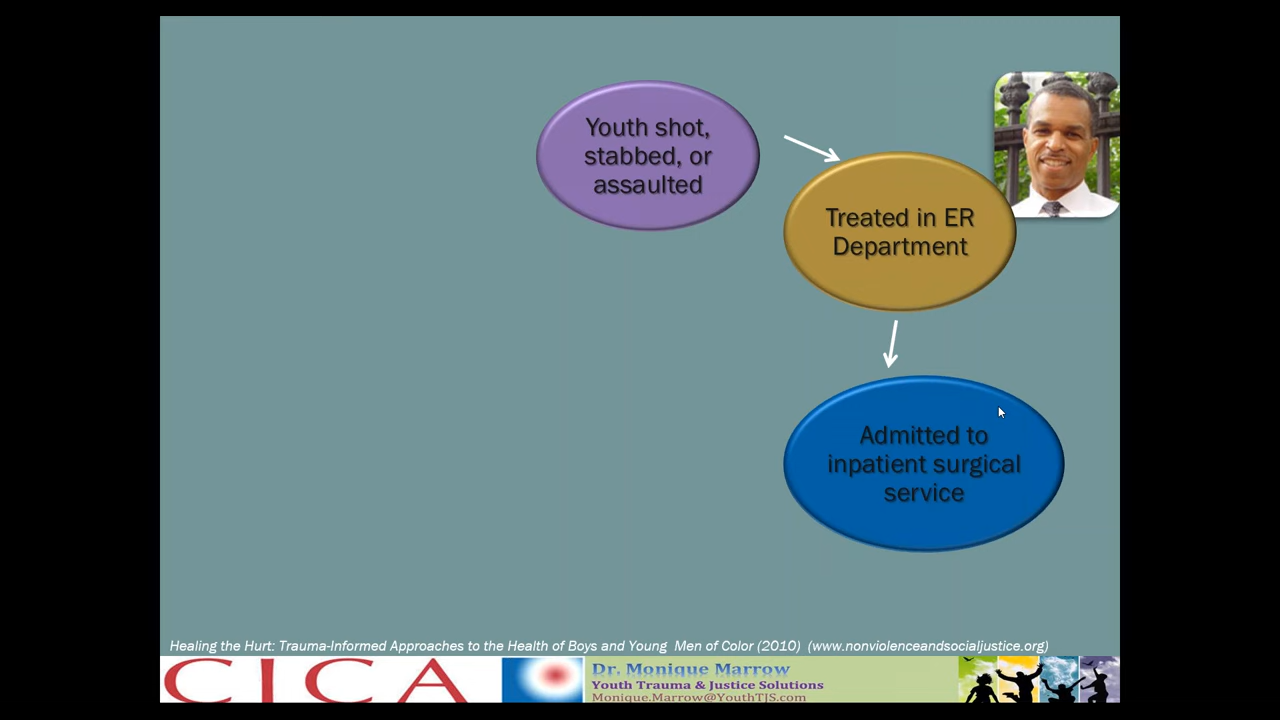 Youth shot,
stabbed, or
assaulted
Treated in ER
Department
Admitted to
inpatient surgical
service
Healing the Hurt: Trauma-Informed Approaches to the Health of Boys and Young Men of Color (2010) (www.nonviolenceandsocialjustice.org)
CICA
Dr. Monique Marrow
Youth Trauma & Justice Solutions
Monique.Marrow@YouthTJS.com